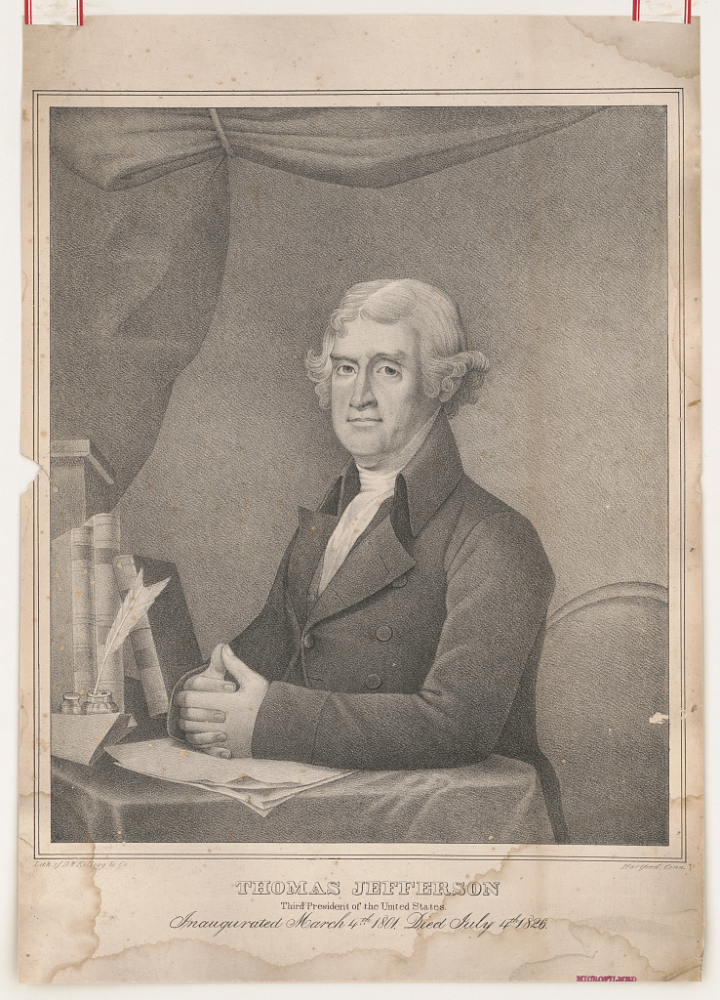 Lith. of D.W. Kellogg & Co
Hartford, Conn.
THOMAS JEFFERSON
Third President of the United States.
Inaugurated March 4th 1801. Died July 4th 1826.
MICROFILMED